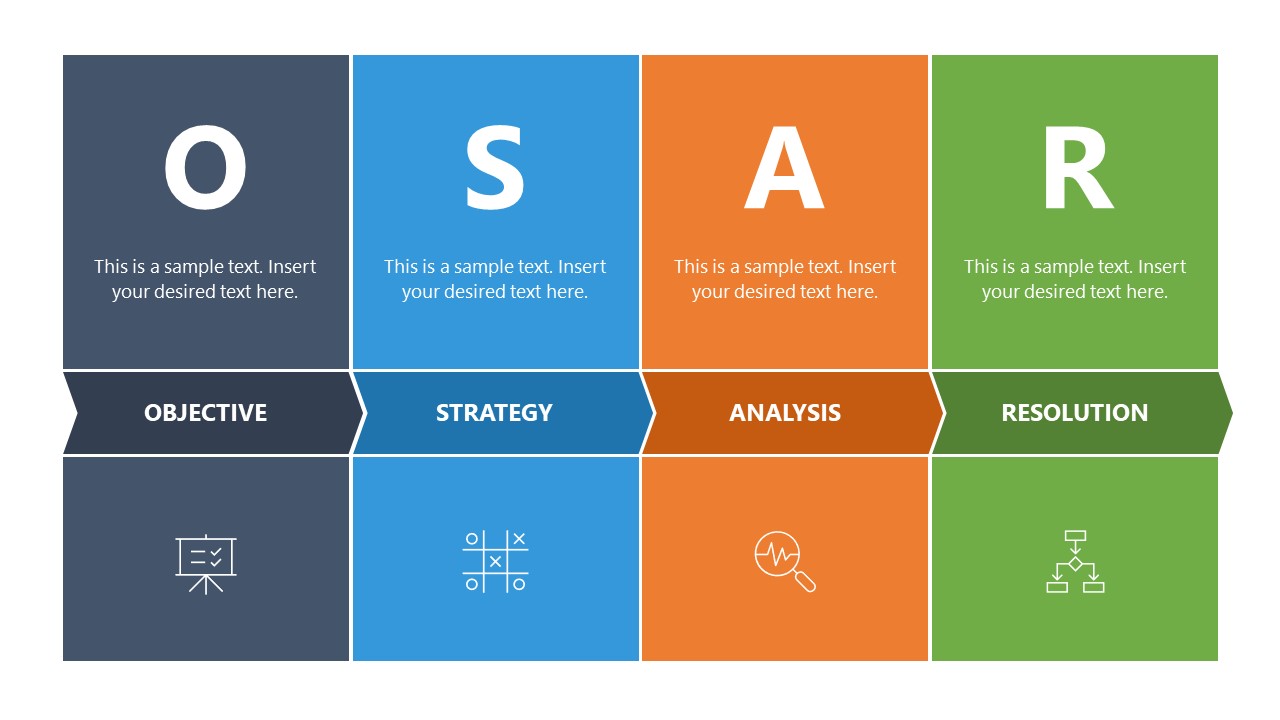 O
This is a sample text. Insert
your desired text here.
S
This is a sample text. Insert
your desired text here.
A
This is a sample text. Insert
your desired text here.
R
This is a sample text. Insert
your desired text here.
OBJECTIVE
STRATEGY
ANALYSIS
RESOLUTION